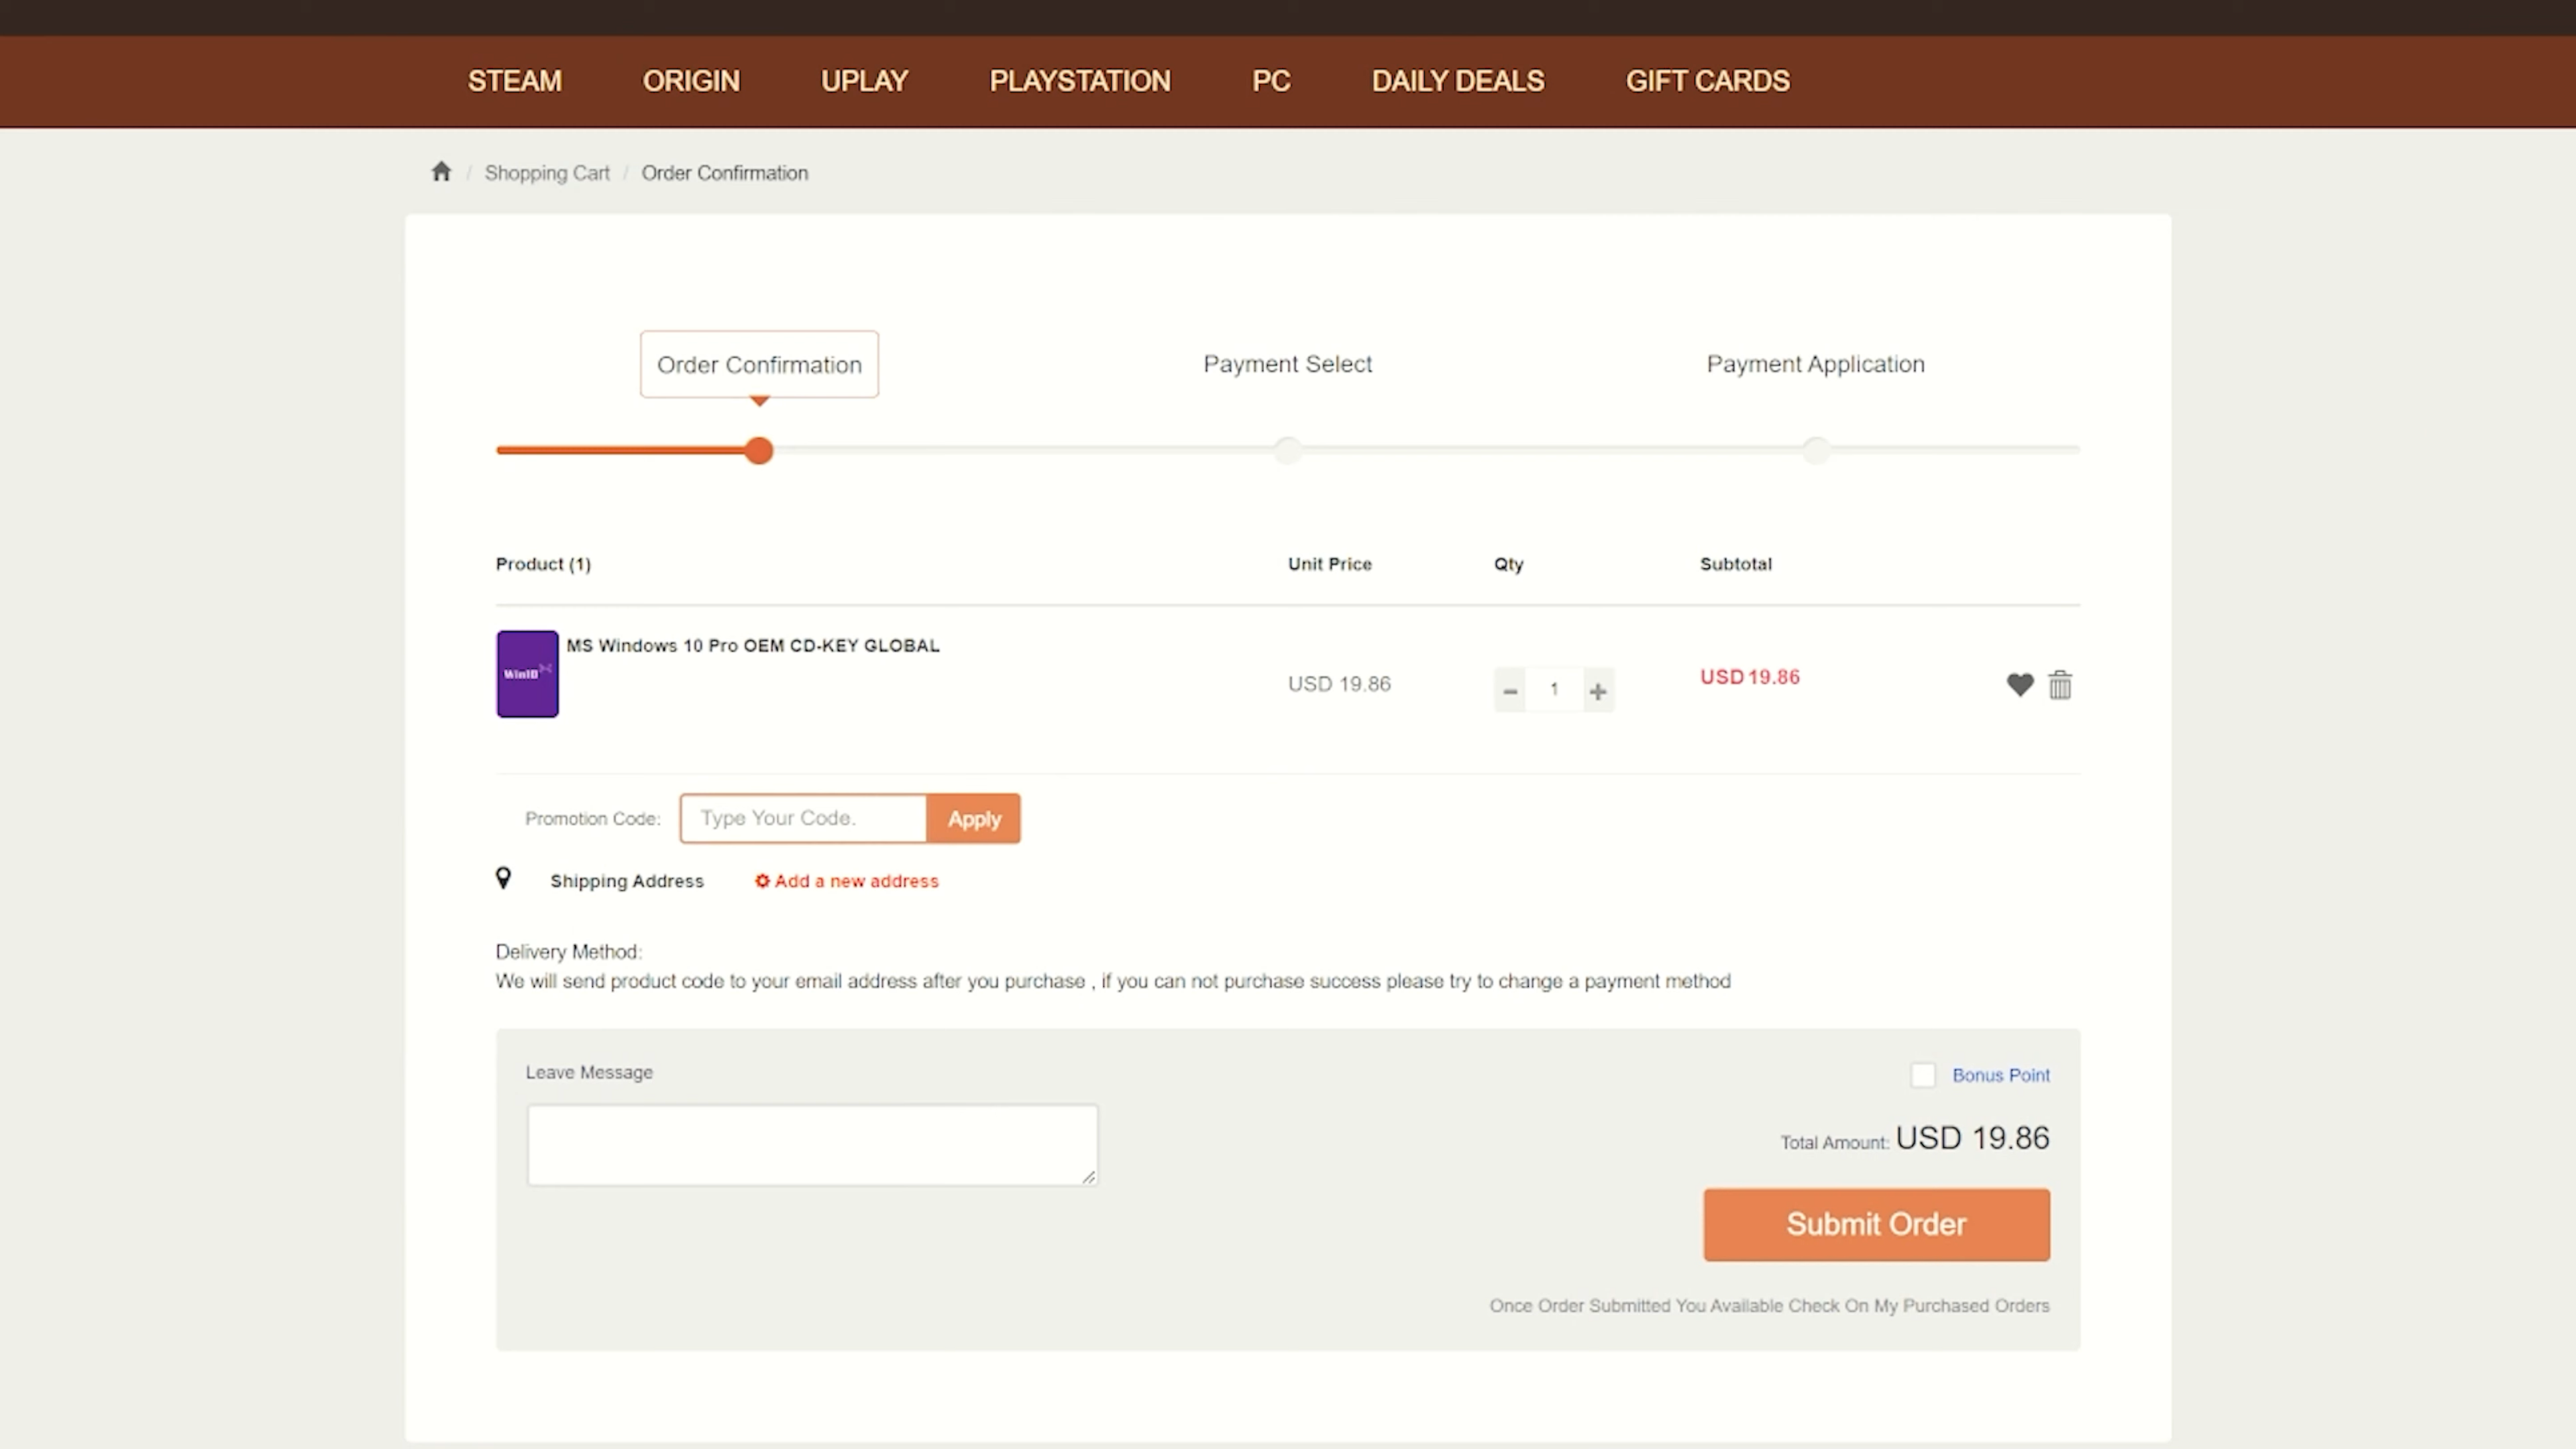 STEAM ORIGIN UPLAY PLAYSTATION PC DAILY DEALS GIFT CARDS
/ Shopping Cart / Order Confirmation
Order Confirmation Payment Select Payment Application
Product (1) Unit Price Qty Subtotal
MS Windows 10 Pro OEM CD-KEY GLOBAL
Win10
USD 19.86 − 1 + USD 19.86
Promotion Code: Type Your Code. Apply
Shipping Address Add a new address
Delivery Method:
We will send product code to your email address after you purchase , if you can not purchase success please try to change a payment method
Leave Message
Bonus Point
Total Amount: USD 19.86
Submit Order
Once Order Submitted You Available Check On My Purchased Orders